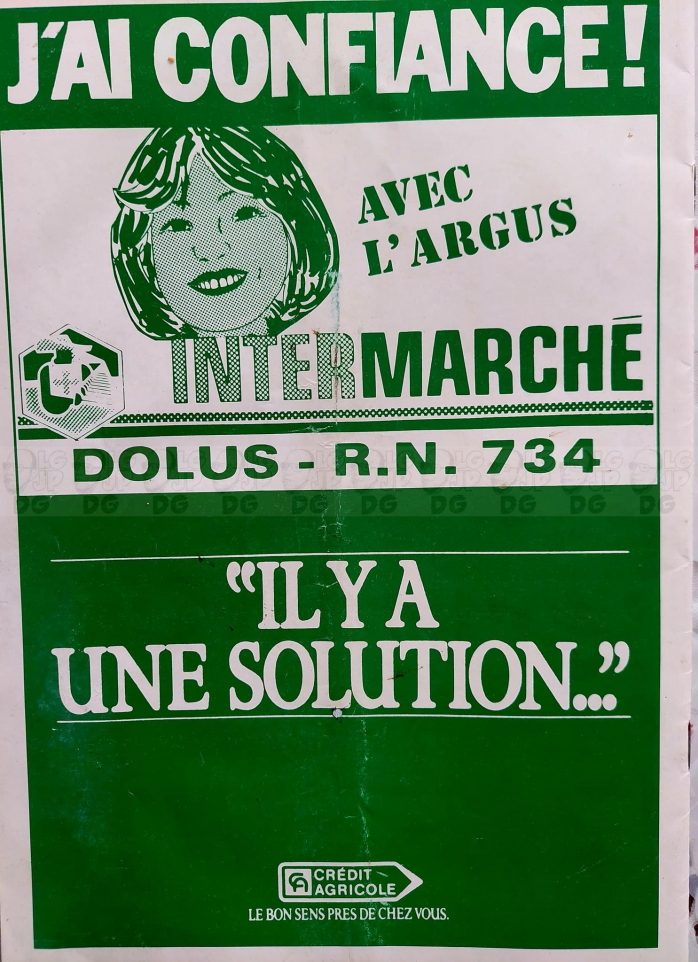 J'AI CONFIANCE!
AVEC
L'ARGUS
INTERMARCHÉ
DOLUS - R.N. 734
"IL Y A
UNE SOLUTION..."
CRÉDIT
AGRICOLE
LE BON SENS PRES DE CHEZ VOUS.